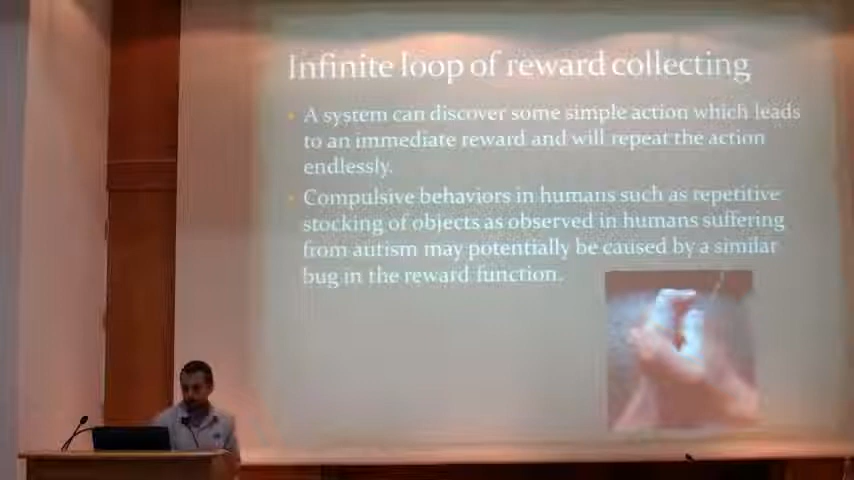 Infinite loop of reward collecting
• A system can discover some simple action which leads
to an immediate reward and will repeat the action
endlessly.
• Compulsive behaviors in humans such as repetitive
stocking of objects as observed in humans suffering
from autism may potentially be caused by a similar
bug in the reward function.